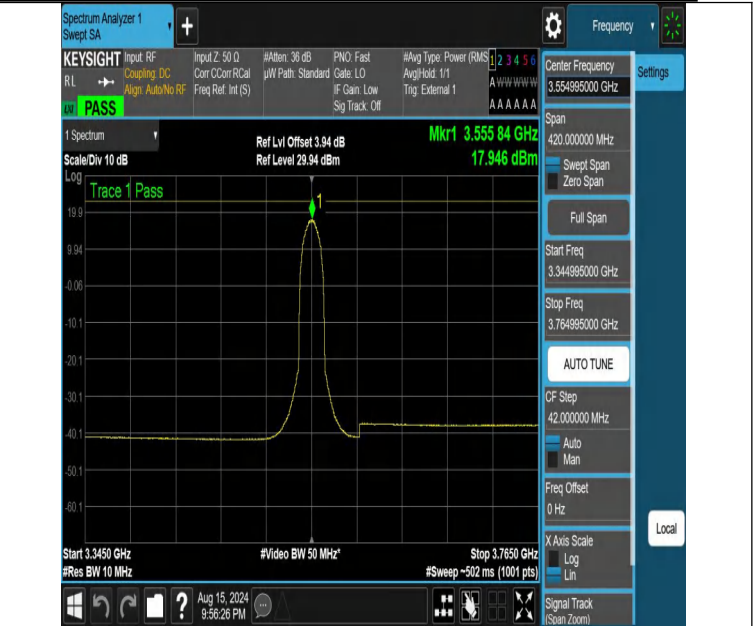 Spectrum Analyzer 1
Swept SA
+
Frequency
KEYSIGHT
RL
PASS
Input: RF
Coupling: DC
Align: Auto/No RF
Input Z: 50 Ω
Corr CCorr RCal
Freq Ref: Int (S)
#Atten: 36 dB
µW Path: Standard
PNO: Fast
Gate: LO
IF Gain: Low
Sig Track: Off
#Avg Type: Power (RMS
Avg|Hold: 1/1
Trig: External 1
1 2 3 4 5 6
A W W W W W
A A A A A A
1 Spectrum
Scale/Div 10 dB
Ref Lvl Offset 3.94 dB
Ref Level 29.94 dBm
Mkr1 3.555 84 GHz
17.946 dBm
Log
Trace 1 Pass
1
19.9
9.94
-0.06
-10.1
-20.1
-30.1
-40.1
-50.1
-60.1
Start 3.3450 GHz
#Res BW 10 MHz
#Video BW 50 MHz*
Stop 3.7650 GHz
#Sweep ~502 ms (1001 pts)
Center Frequency
3.554995000 GHz
Settings
Span
420.000000 MHz
Swept Span
Zero Span
Full Span
Start Freq
3.344995000 GHz
Stop Freq
3.764995000 GHz
AUTO TUNE
CF Step
42.000000 MHz
Auto
Man
Freq Offset
0 Hz
X Axis Scale
Log
Lin
Local
Signal Track
(Span Zoom)
?
Aug 15, 2024
9:56:26 PM